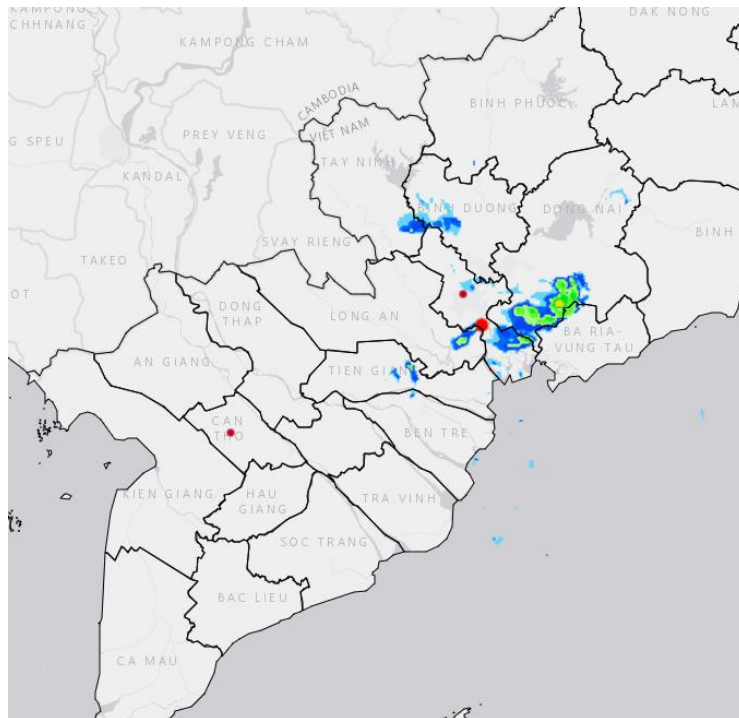 KAMPONG
CHHNANG
DAK NONG
KAMPONG CHAM
CAMBODIA
VIỆT NAM
BINH PHUOC
LAM
G SPEU
PREY VENG
TAY NINH
KANDAL
BINH DUONG
DONG NAI
SVAY RIENG
BINH
TAKEO
OT
DONG
THAP
LONG AN
BA RIA-
VUNG TAU
AN GIANG
TIEN GIANG
CAN
THO
BEN TRE
KIEN GIANG
HAU
GIANG
TRA VINH
SOC TRANG
BAC LIEU
CA MAU